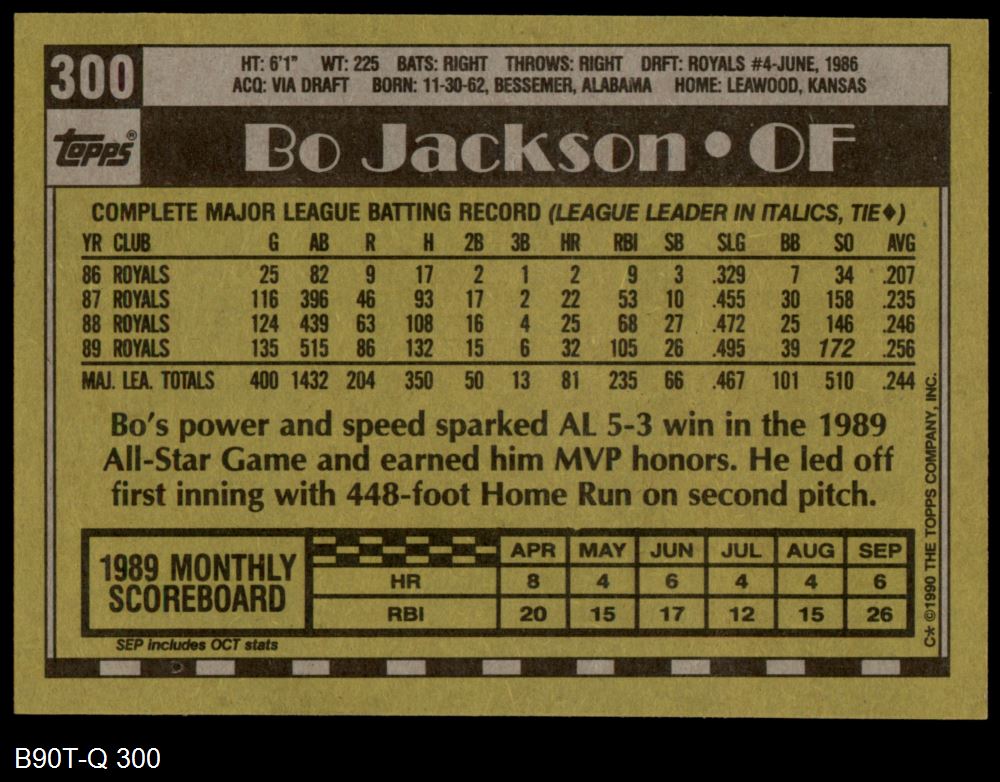 300
HT: 6'1" WT: 225 BATS: RIGHT THROWS: RIGHT DRFT: ROYALS #4-JUNE, 1986
ACQ: VIA DRAFT BORN: 11-30-62, BESSEMER, ALABAMA HOME: LEAWOOD, KANSAS
topps®
Bo Jackson • OF
COMPLETE MAJOR LEAGUE BATTING RECORD (LEAGUE LEADER IN ITALICS, TIE♦)
YR CLUB G AB R H 2B 3B HR RBI SB SLG BB SO AVG
86 ROYALS 25 82 9 17 2 1 2 9 3 .329 7 34 .207
87 ROYALS 116 396 46 93 17 2 22 53 10 .455 30 158 .235
88 ROYALS 124 439 63 108 16 4 25 68 27 .472 25 146 .246
89 ROYALS 135 515 86 132 15 6 32 105 26 .495 39 172 .256
MAJ. LEA. TOTALS 400 1432 204 350 50 13 81 235 66 .467 101 510 .244
Bo's power and speed sparked AL 5-3 win in the 1989
All-Star Game and earned him MVP honors. He led off
first inning with 448-foot Home Run on second pitch.
1989 MONTHLY
SCOREBOARD
APR MAY JUN JUL AUG SEP
HR 8 4 6 4 4 6
RBI 20 15 17 12 15 26
SEP includes OCT stats
C* ©1990 THE TOPPS COMPANY, INC.
B90T-Q 300